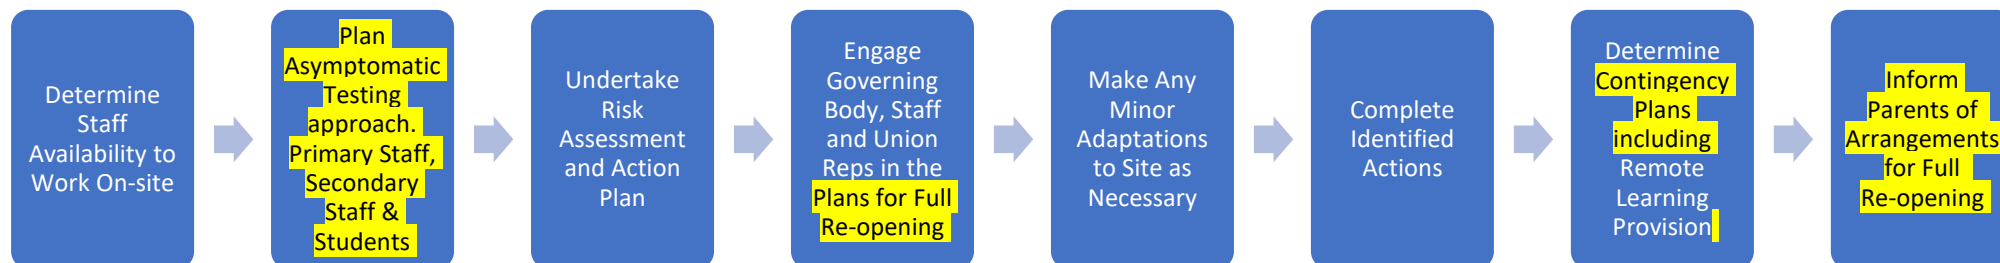 Determine
Staff
Availability to
Work On-site
Plan
Asymptomatic
Testing
approach.
Primary Staff,
Secondary
Staff &
Students
Undertake
Risk
Assessment
and Action
Plan
Engage
Governing
Body, Staff
and Union
Reps in the
Plans for Full
Re-opening
Make Any
Minor
Adaptations
to Site as
Necessary
Complete
Identified
Actions
Determine
Contingency
Plans
including
Remote
Learning
Provision
Inform
Parents of
Arrangements
for Full
Re-opening